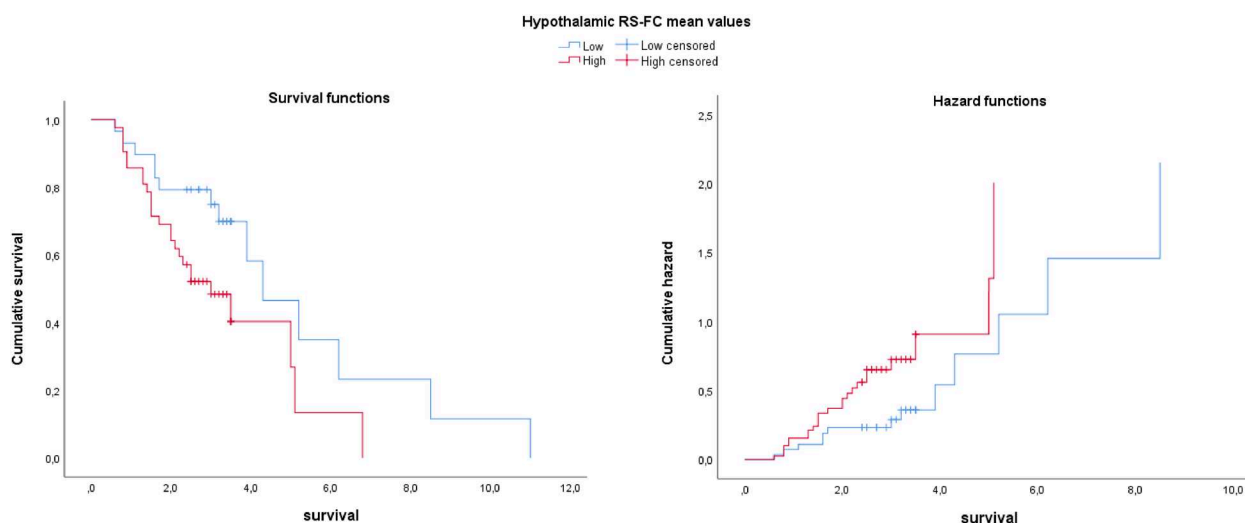 Hypothalamic RS-FC mean values
Low Low censored
High High censored
Survival functions
Cumulative survival
1,0
0,8
0,6
0,4
0,2
0,0
,0 2,0 4,0 6,0 8,0 10,0 12,0
survival
Hazard functions
Cumulative hazard
2,5
2,0
1,5
1,0
0,5
0,0
,0 2,0 4,0 6,0 8,0 10,0
survival